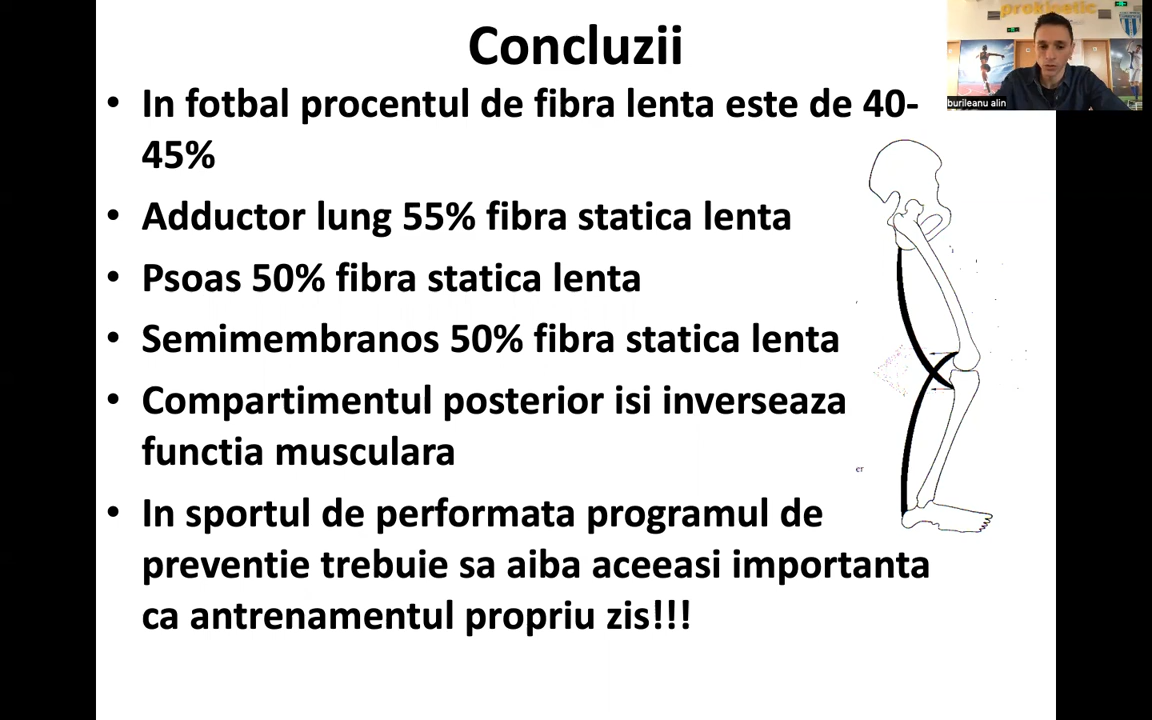 Concluzii
prokinetic
burileanu alin
• In fotbal procentul de fibra lenta este de 40-
45%
• Adductor lung 55% fibra statica lenta
• Psoas 50% fibra statica lenta
• Semimembranos 50% fibra statica lenta
• Compartimentul posterior isi inverseaza
functia musculara
er
• In sportul de performata programul de
preventie trebuie sa aiba aceeasi importanta
ca antrenamentul propriu zis!!!